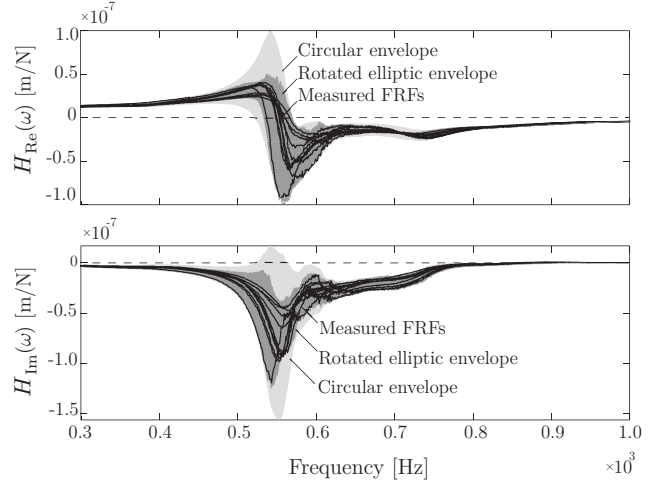 ×10⁻⁷
1.0
0.5
0
-0.5
-1.0
H_Re(ω) [m/N]
Circular envelope
Rotated elliptic envelope
Measured FRFs
×10⁻⁷
0
-0.5
-1.0
-1.5
H_Im(ω) [m/N]
Measured FRFs
Rotated elliptic envelope
Circular envelope
0.3 0.4 0.5 0.6 0.7 0.8 0.9 1.0
×10³
Frequency [Hz]